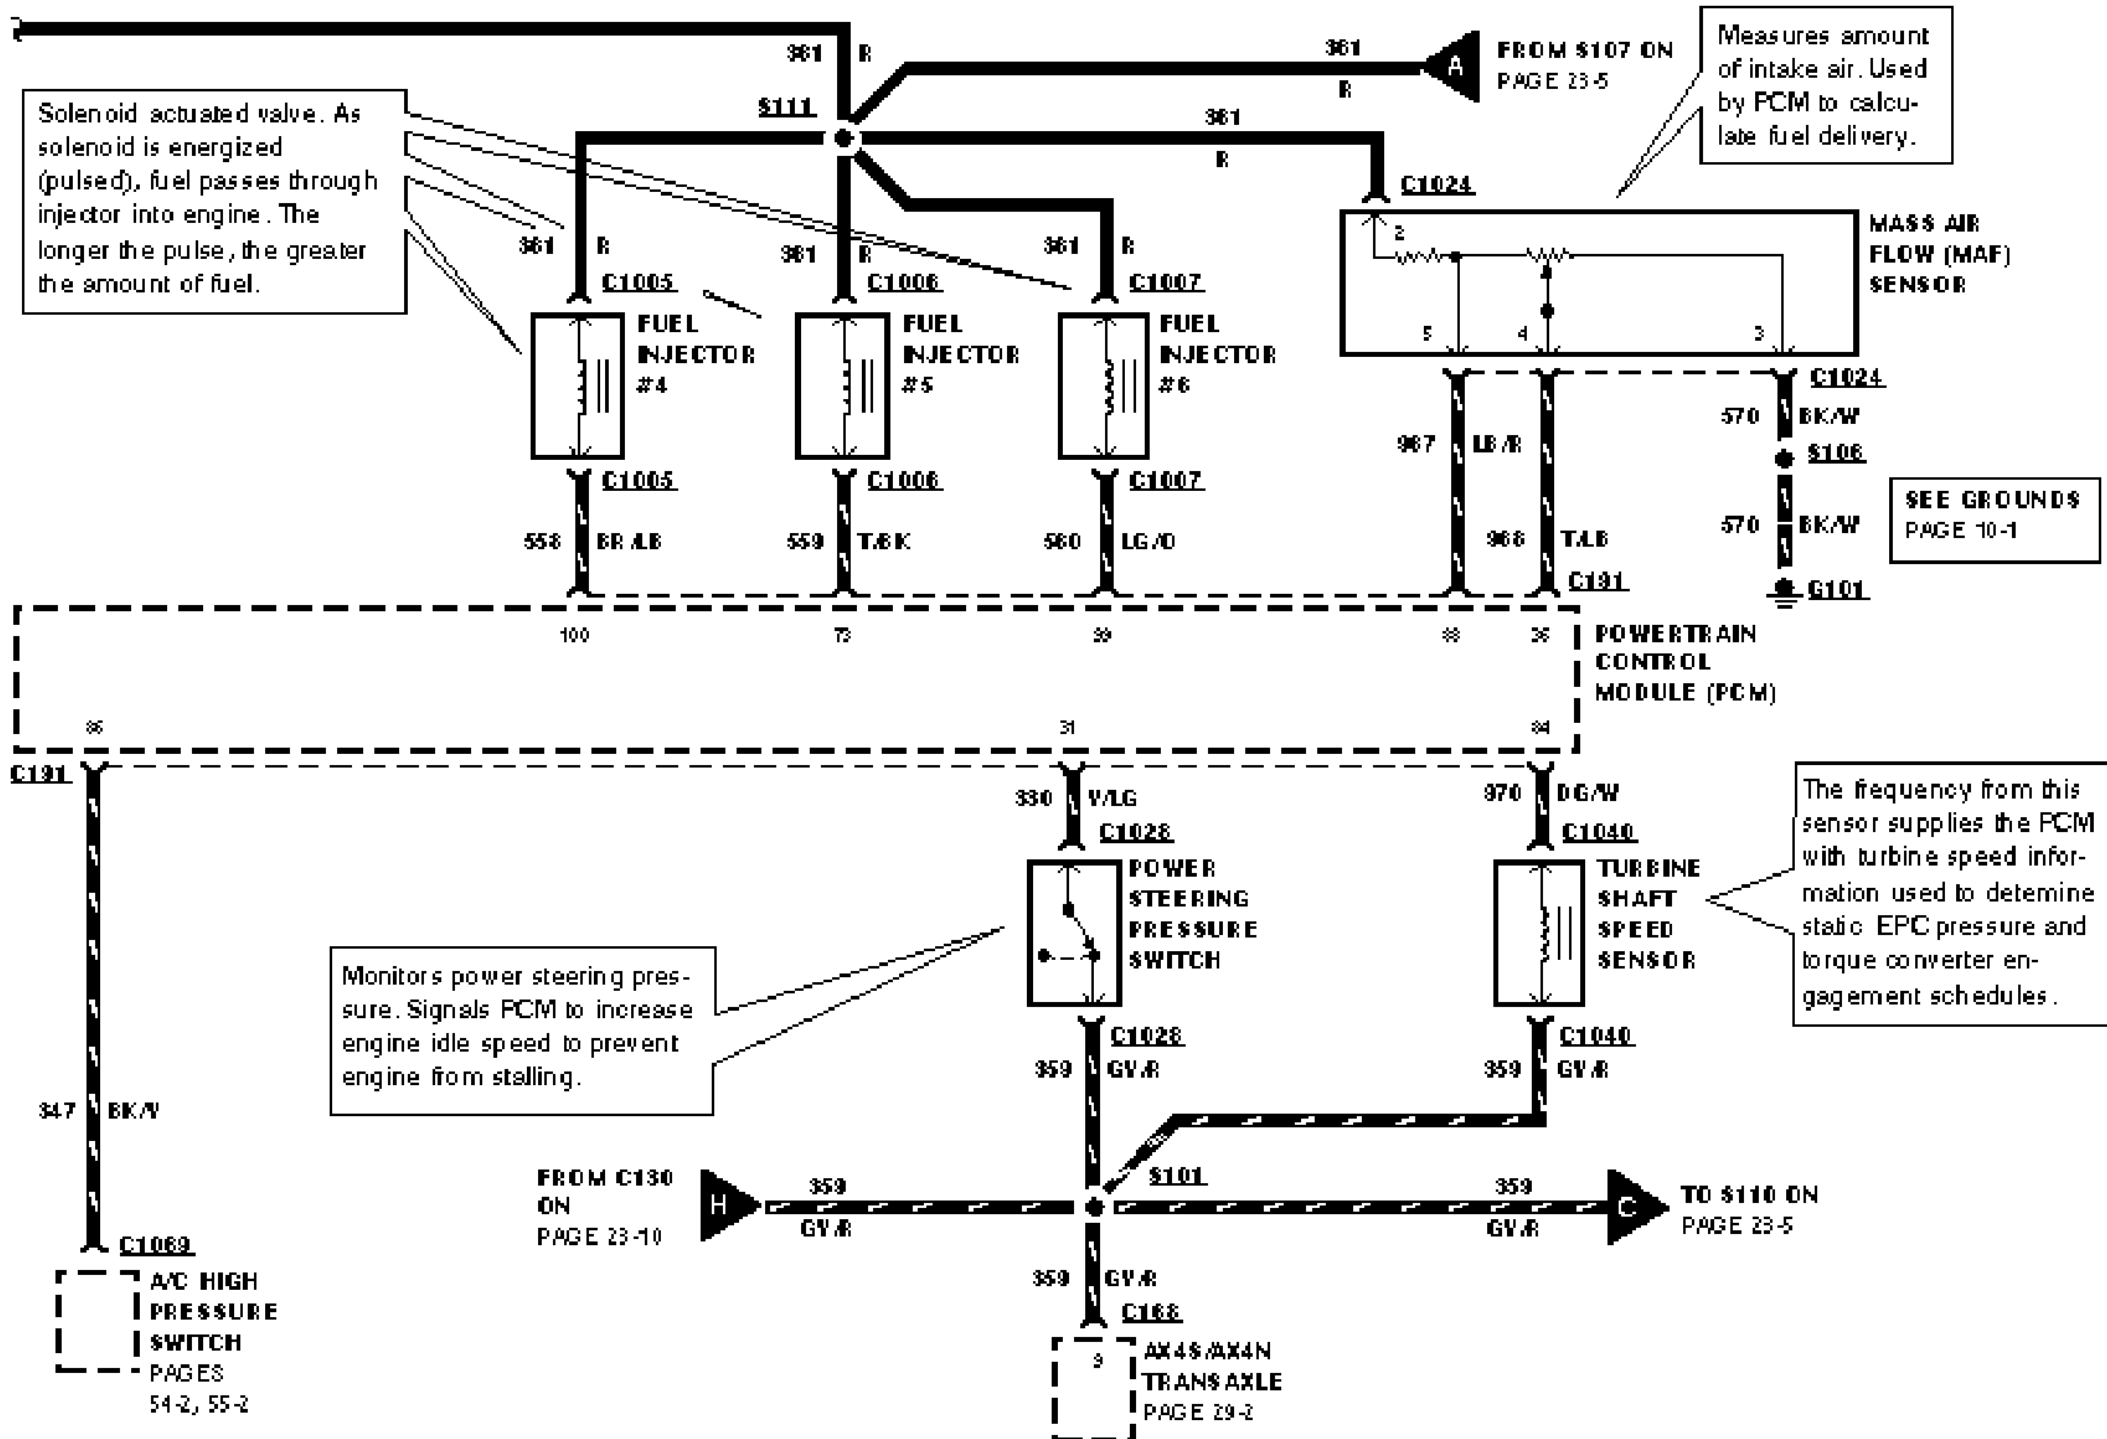 361 R
361
R
FROM S107 ON
PAGE 23-5
Measures amount
of intake air. Used
by PCM to calcu-
late fuel delivery.
Solenoid actuated valve. As
solenoid is energized
(pulsed), fuel passes through
injector into engine. The
longer the pulse, the greater
the amount of fuel.
A
S111
361
R
C1024
2
MASS AIR
FLOW (MAF)
SENSOR
361 R
361 R
361 R
C1005
C1006
C1007
FUEL
INJECTOR
#4
FUEL
INJECTOR
#5
FUEL
INJECTOR
#6
5 4 3
C1024
570 BK/W
967 LB/R
S106
C1005
C1006
C1007
SEE GROUNDS
PAGE 10-1
558 BR/LB
559 T/BK
560 LG/O
968 T/LB
570 BK/W
C191
G101
100 73 99 88 36
POWERTRAIN
CONTROL
MODULE (PCM)
86 31 84
C191
330 V/LG
970 DG/W
C1028
C1040
POWER
STEERING
PRESSURE
SWITCH
TURBINE
SHAFT
SPEED
SENSOR
The frequency from this
sensor supplies the PCM
with turbine speed infor-
mation used to detemine
static EPC pressure and
torque converter en-
gagement schedules.
Monitors power steering pres-
sure. Signals PCM to increase
engine idle speed to prevent
engine from stalling.
C1028
C1040
359 GY/R
359 GY/R
347 BK/Y
FROM C130
ON
PAGE 23-10
H
359
GY/R
S101
359
GY/R
C
TO S110 ON
PAGE 23-5
C1069
A/C HIGH
PRESSURE
SWITCH
PAGES
54-2, 55-2
359 GY/R
C168
9
AX4S/AX4N
TRANSAXLE
PAGE 29-2